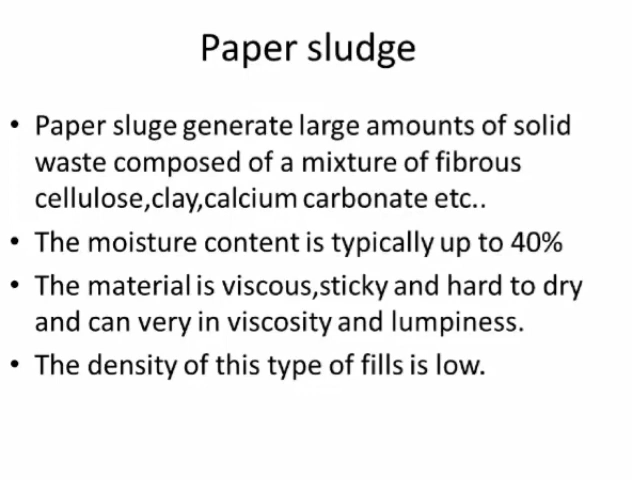 Paper sludge
• Paper sluge generate large amounts of solid
waste composed of a mixture of fibrous
cellulose,clay,calcium carbonate etc..
• The moisture content is typically up to 40%
• The material is viscous,sticky and hard to dry
and can very in viscosity and lumpiness.
• The density of this type of fills is low.